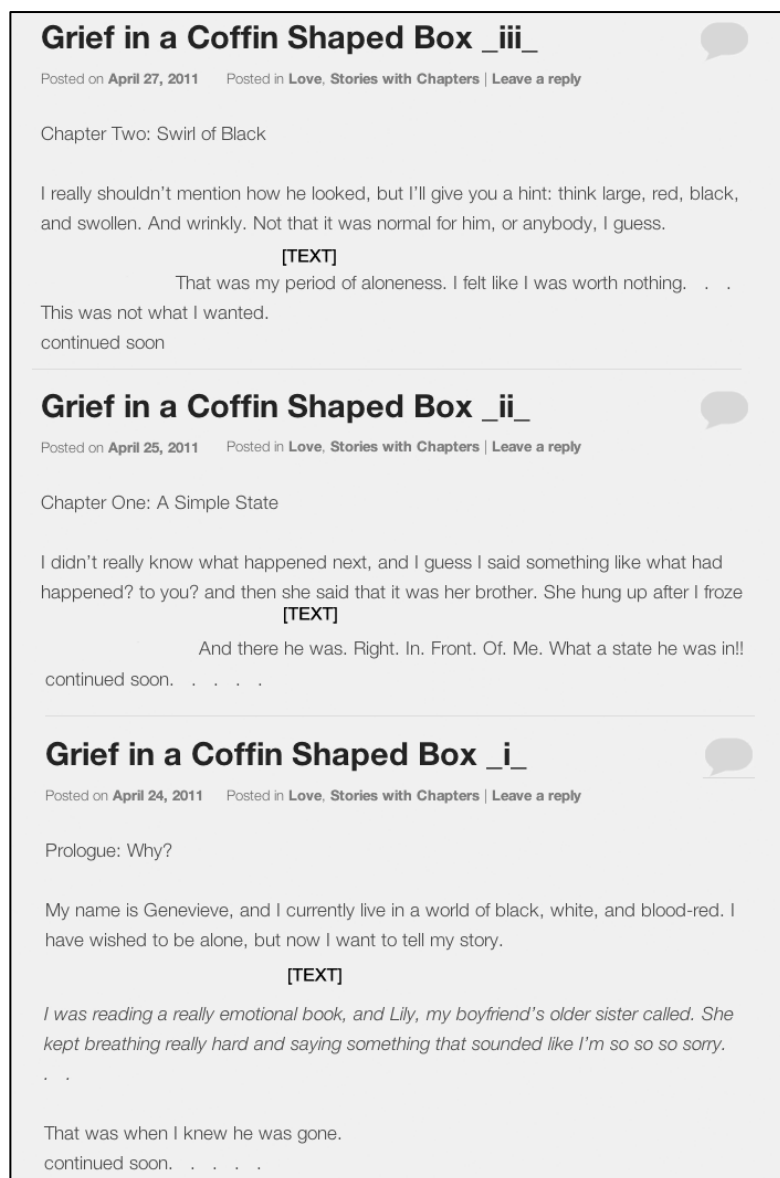 Grief in a Coffin Shaped Box _iii_
Posted on April 27, 2011 Posted in Love, Stories with Chapters | Leave a reply
Chapter Two: Swirl of Black
I really shouldn't mention how he looked, but I'll give you a hint: think large, red, black,
and swollen. And wrinkly. Not that it was normal for him, or anybody, I guess.
[TEXT]
That was my period of aloneness. I felt like I was worth nothing. . .
This was not what I wanted.
continued soon
Grief in a Coffin Shaped Box _ii_
Posted on April 25, 2011 Posted in Love, Stories with Chapters | Leave a reply
Chapter One: A Simple State
I didn't really know what happened next, and I guess I said something like what had
happened? to you? and then she said that it was her brother. She hung up after I froze
[TEXT]
And there he was. Right. In. Front. Of. Me. What a state he was in!!
continued soon. . . . .
Grief in a Coffin Shaped Box _i_
Posted on April 24, 2011 Posted in Love, Stories with Chapters | Leave a reply
Prologue: Why?
My name is Genevieve, and I currently live in a world of black, white, and blood-red. I
have wished to be alone, but now I want to tell my story.
[TEXT]
I was reading a really emotional book, and Lily, my boyfriend's older sister called. She
kept breathing really hard and saying something that sounded like I'm so so so sorry.
. .
That was when I knew he was gone.
continued soon. . . . .